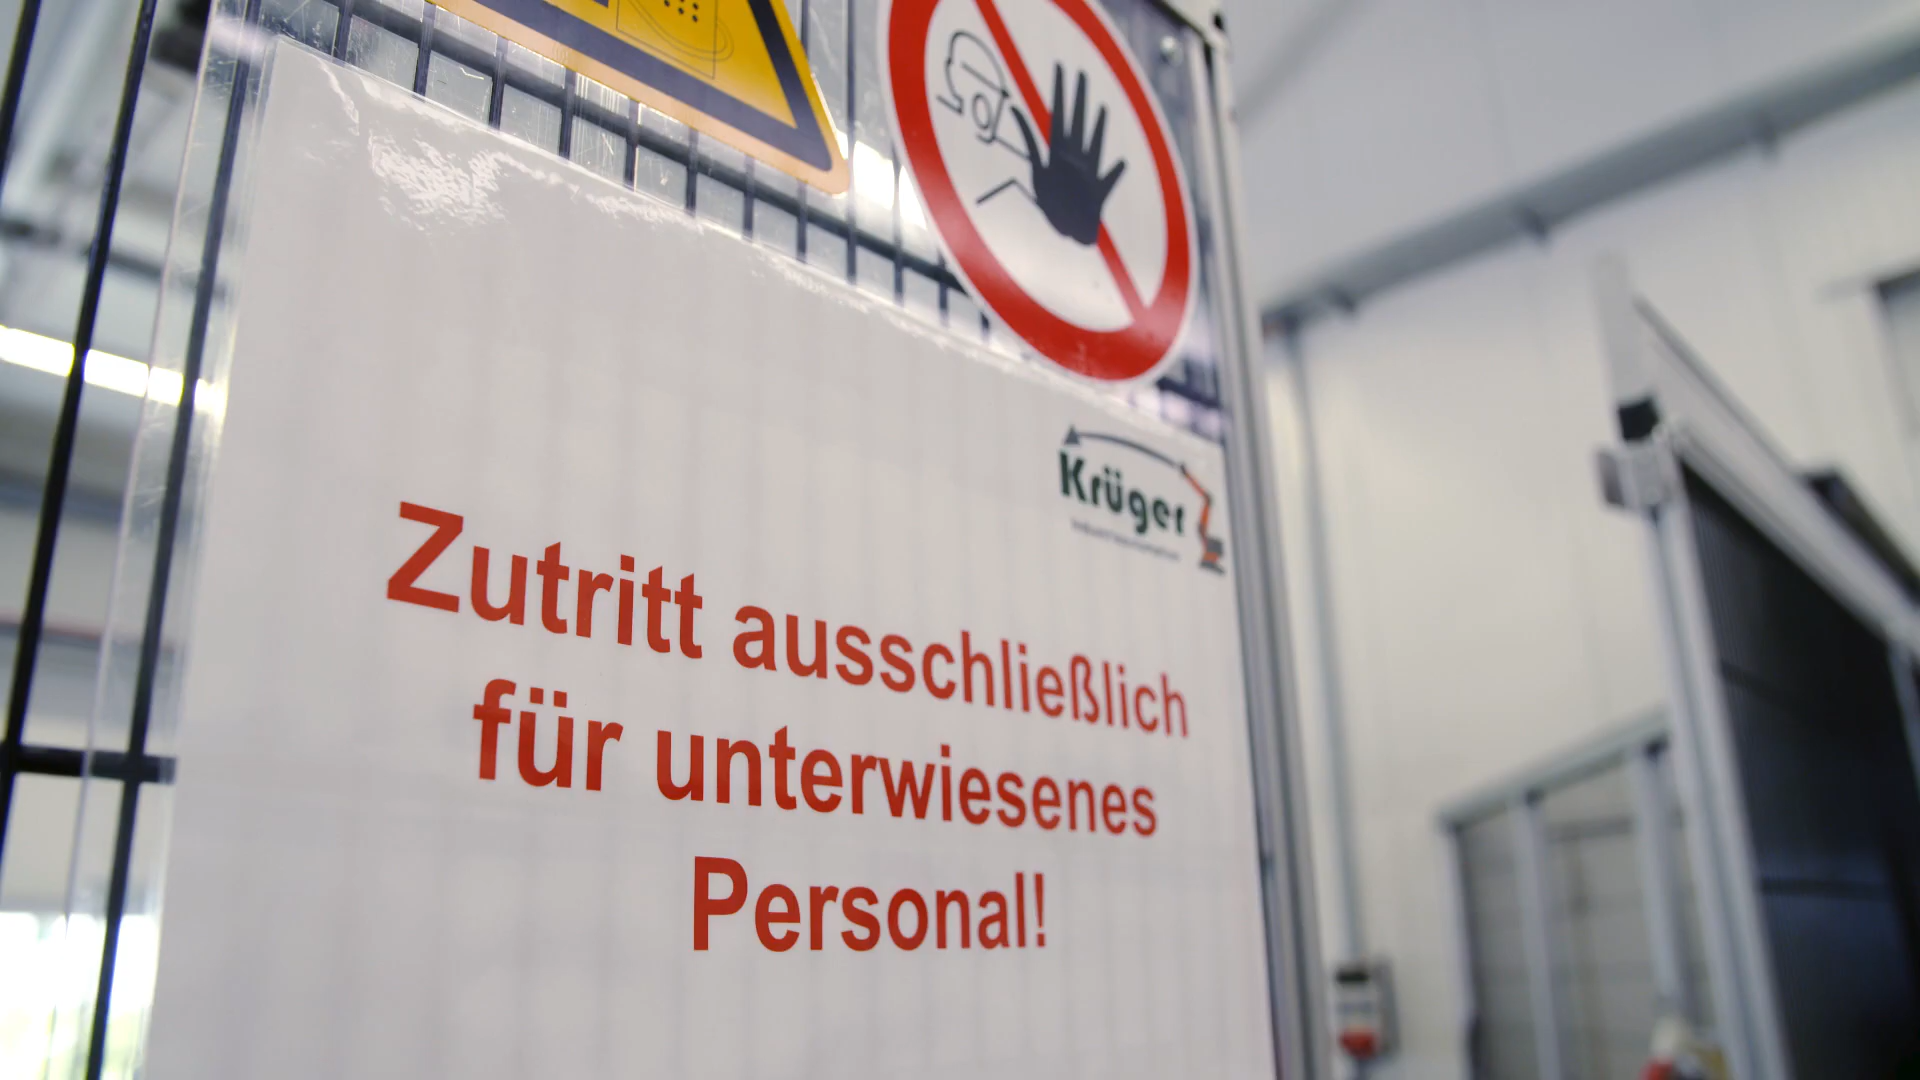 Krüger
Zutritt ausschließlich
für unterwiesenes
Personal!